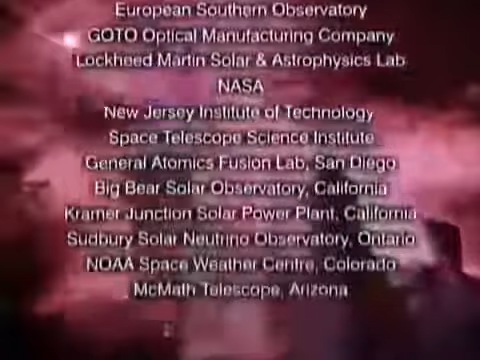 European Southern Observatory
GOTO Optical Manufacturing Company
Lockheed Martin Solar & Astrophysics Lab
NASA
New Jersey Institute of Technology
Space Telescope Science Institute
General Atomics Fusion Lab, San Diego
Big Bear Solar Observatory, California
Kramer Junction Solar Power Plant, California
Sudbury Solar Neutrino Observatory, Ontario
NOAA Space Weather Centre, Colorado
McMath Telescope, Arizona